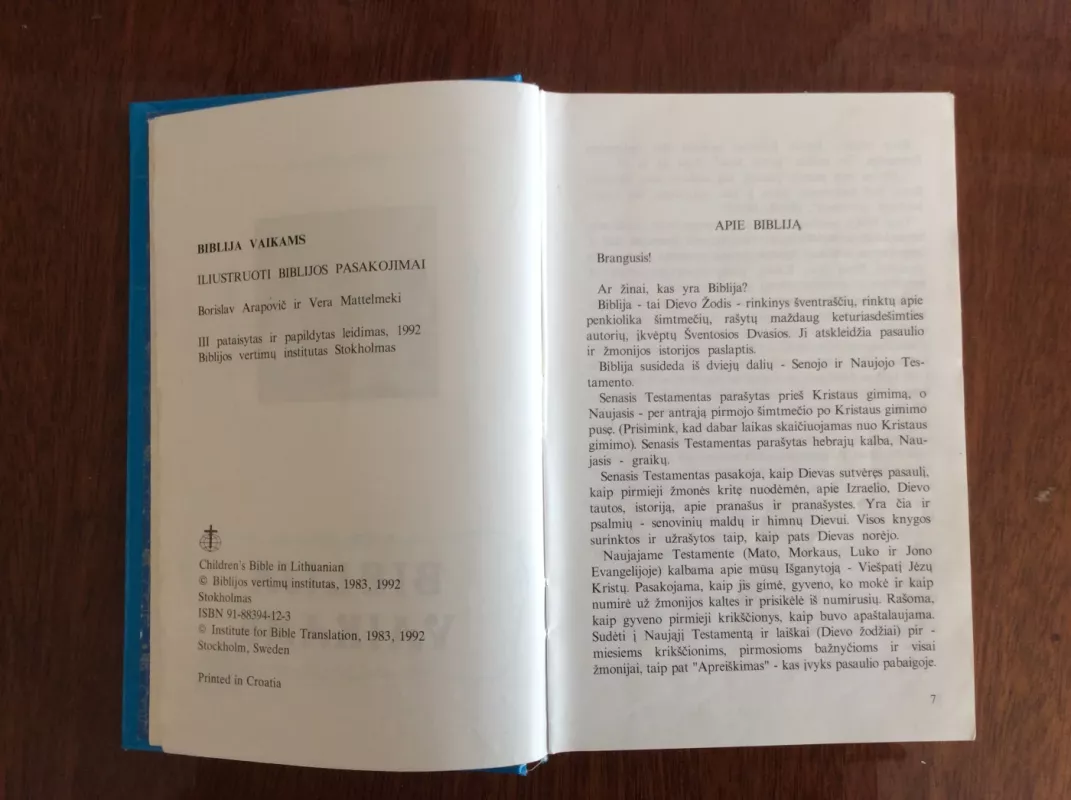 BIBLIJA VAIKAMS
ILIUSTRUOTI BIBLIJOS PASAKOJIMAI
Borislav Arapovič ir Vera Mattelmeki
III pataisytas ir papildytas leidimas, 1992
Biblijos vertimų institutas Stokholmas
Children's Bible in Lithuanian
© Biblijos vertimų institutas, 1983, 1992
Stokholmas
ISBN 91-88394-12-3
© Institute for Bible Translation, 1983, 1992
Stockholm, Sweden
Printed in Croatia
APIE BIBLIJĄ
Brangusis!
Ar žinai, kas yra Biblija?
Biblija - tai Dievo Žodis - rinkinys šventraščių, rinktų apie
penkiolika šimtmečių, rašytų maždaug keturiasdešimties
autorių, įkvėptų Šventosios Dvasios. Ji atskleidžia pasaulio
ir žmonijos istorijos paslaptis.
Biblija susideda iš dviejų dalių - Senojo ir Naujojo Tes-
tamento.
Senasis Testamentas parašytas prieš Kristaus gimimą, o
Naujasis - per antrąją pirmojo šimtmečio po Kristaus gimimo
pusę. (Prisimink, kad dabar laikas skaičiuojamas nuo Kristaus
gimimo). Senasis Testamentas parašytas hebrajų kalba, Nau-
jasis - graikų.
Senasis Testamentas pasakoja, kaip Dievas sutvėręs pasaulį,
kaip pirmieji žmonės kritę nuodėmėn, apie Izraelio, Dievo
tautos, istoriją, apie pranašus ir pranašystes. Yra čia ir
psalmių - senovinių maldų ir himnų Dievui. Visos knygos
surinktos ir užrašytos taip, kaip pats Dievas norėjo.
Naujajame Testamente (Mato, Morkaus, Luko ir Jono
Evangelijoje) kalbama apie mūsų Išganytoją - Viešpatį Jėzų
Kristų. Pasakojama, kaip jis gimė, gyveno, ko mokė ir kaip
numirė už žmonijos kaltes ir prisikėlė iš numirusių. Rašoma,
kaip gyveno pirmieji krikščionys, kaip buvo apaštalaujama.
Sudėti į Naująjį Testamentą ir laiškai (Dievo žodžiai) pir -
miesiems krikščionims, pirmosioms bažnyčioms ir visai
žmonijai, taip pat "Apreiškimas" - kas įvyks pasaulio pabaigoje.
7